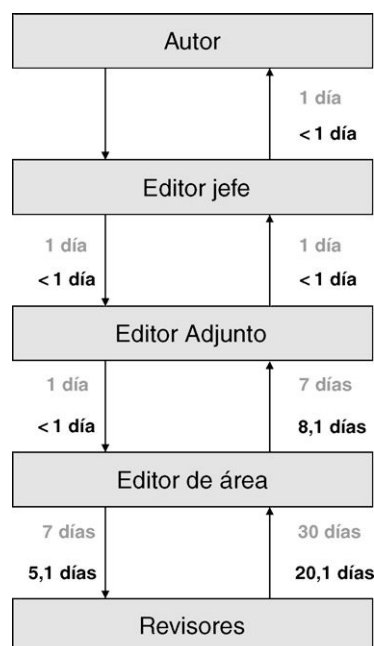 Autor
1 día
< 1 día
Editor jefe
1 día
1 día
< 1 día
< 1 día
Editor Adjunto
1 día
7 días
< 1 día
8,1 días
Editor de área
7 días
30 días
5,1 días
20,1 días
Revisores